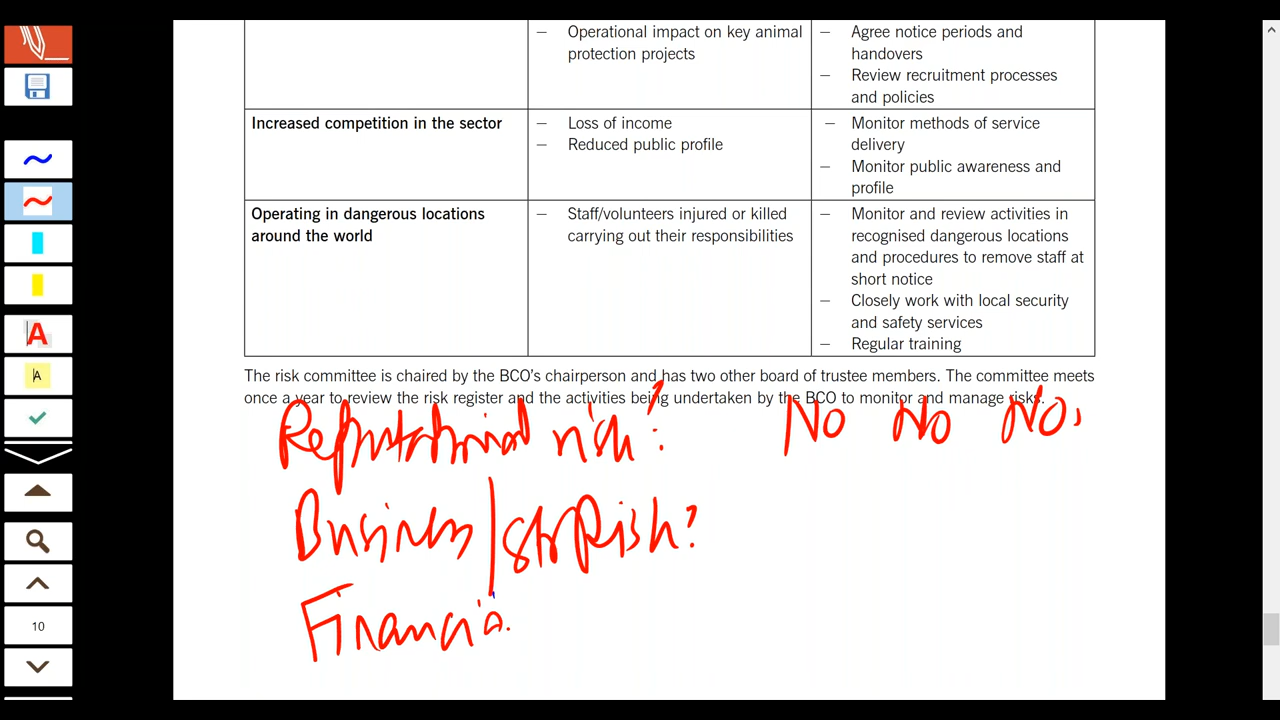 – Operational impact on key animal
protection projects
– Agree notice periods and
handovers
– Review recruitment processes
and policies
Increased competition in the sector
– Loss of income
– Reduced public profile
– Monitor methods of service
delivery
– Monitor public awareness and
profile
Operating in dangerous locations
around the world
– Staff/volunteers injured or killed
carrying out their responsibilities
– Monitor and review activities in
recognised dangerous locations
and procedures to remove staff at
short notice
– Closely work with local security
and safety services
– Regular training
The risk committee is chaired by the BCO's chairperson and has two other board of trustee members. The committee meets
once a year to review the risk register and the activities being undertaken by the BCO to monitor and manage risks.
Reputational risk? No No No,
Business / Str Risk?
Financia
A
A
10